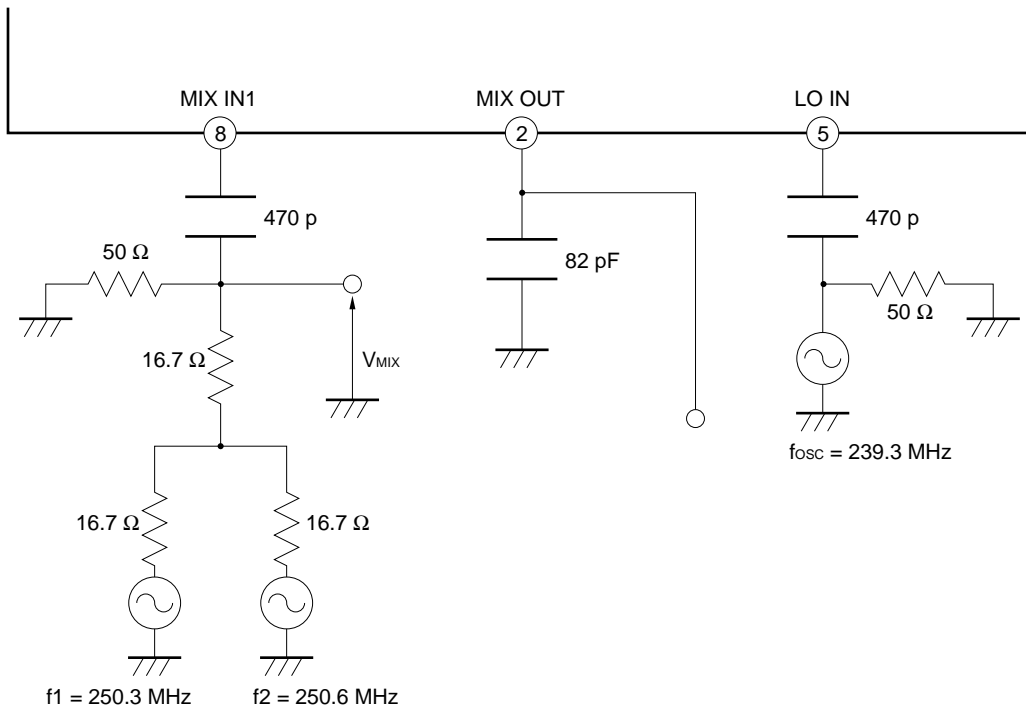 MIX IN1
MIX OUT
LO IN
8
2
5
470 p
82 pF
470 p
50 Ω
50 Ω
16.7 Ω
VMIX
fOSC = 239.3 MHz
16.7 Ω
16.7 Ω
f1 = 250.3 MHz
f2 = 250.6 MHz